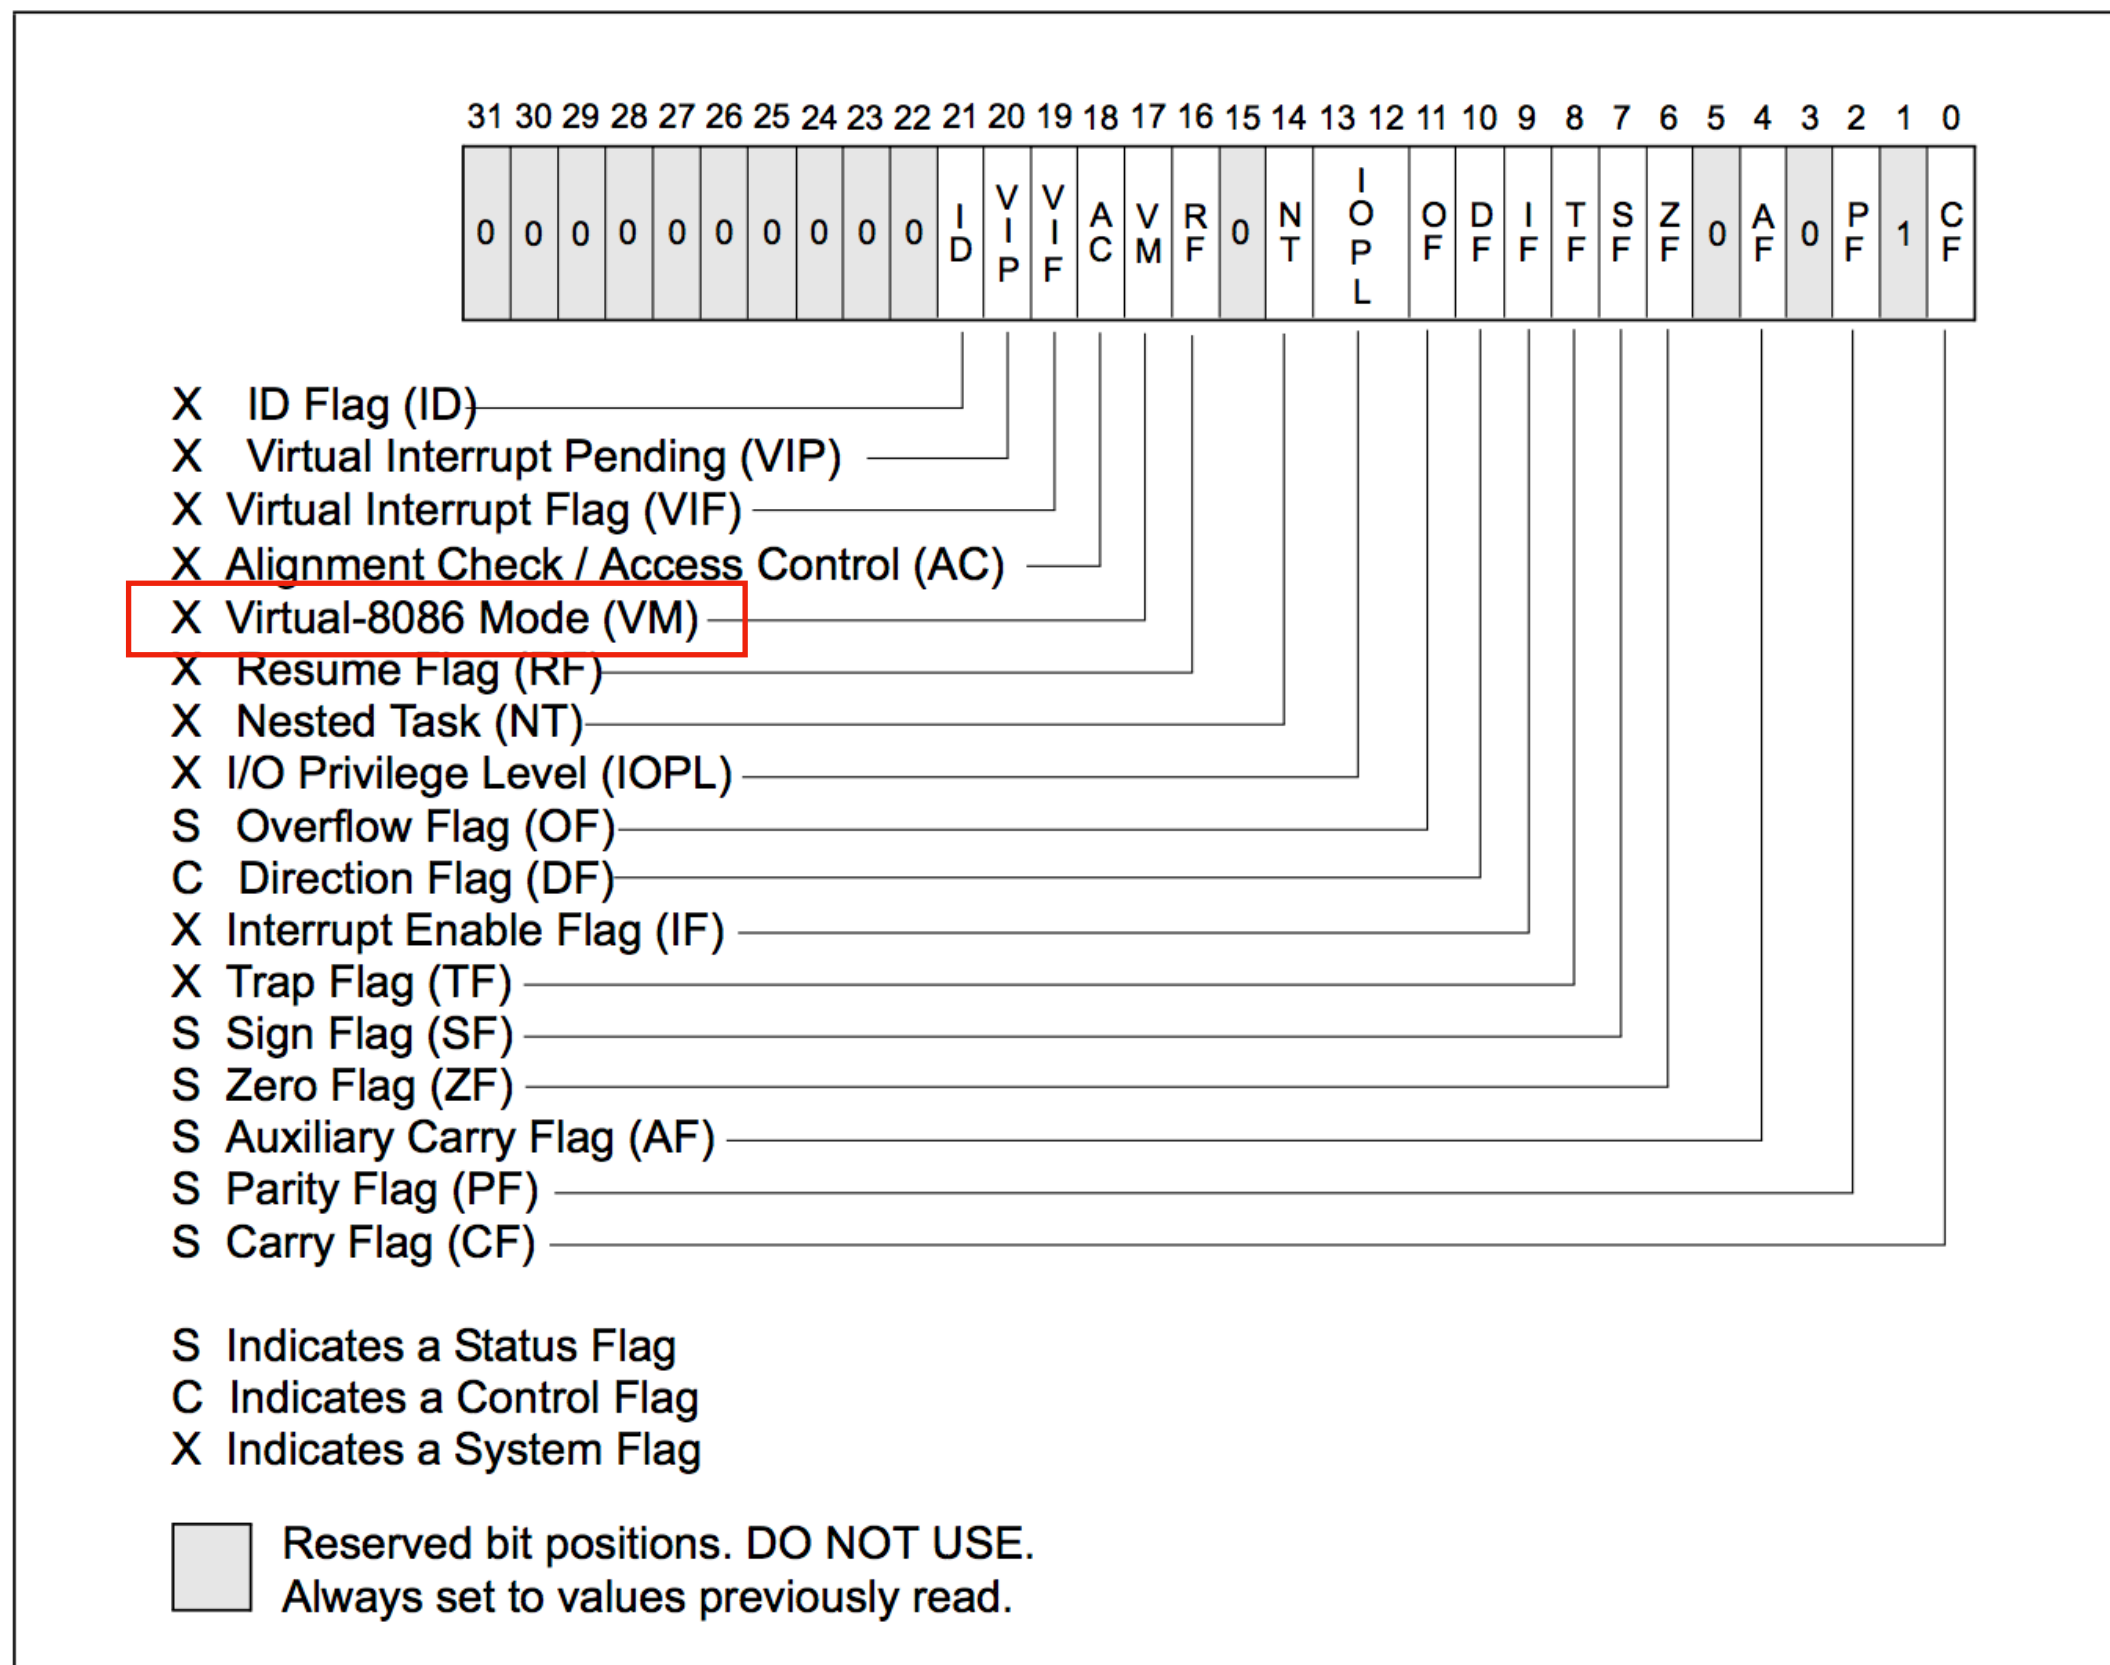 31 30 29 28 27 26 25 24 23 22 21 20 19 18 17 16 15 14 13 12 11 10 9 8 7 6 5 4 3 2 1 0
0 0 0 0 0 0 0 0 0 0 ID VIP VIF AC VM RF 0 NT IOPL OF DF IF TF SF ZF 0 AF 0 PF 1 CF
X ID Flag (ID)
X Virtual Interrupt Pending (VIP)
X Virtual Interrupt Flag (VIF)
X Alignment Check / Access Control (AC)
X Virtual-8086 Mode (VM)
X Resume Flag (RF)
X Nested Task (NT)
X I/O Privilege Level (IOPL)
S Overflow Flag (OF)
C Direction Flag (DF)
X Interrupt Enable Flag (IF)
X Trap Flag (TF)
S Sign Flag (SF)
S Zero Flag (ZF)
S Auxiliary Carry Flag (AF)
S Parity Flag (PF)
S Carry Flag (CF)
S Indicates a Status Flag
C Indicates a Control Flag
X Indicates a System Flag
Reserved bit positions. DO NOT USE.
Always set to values previously read.